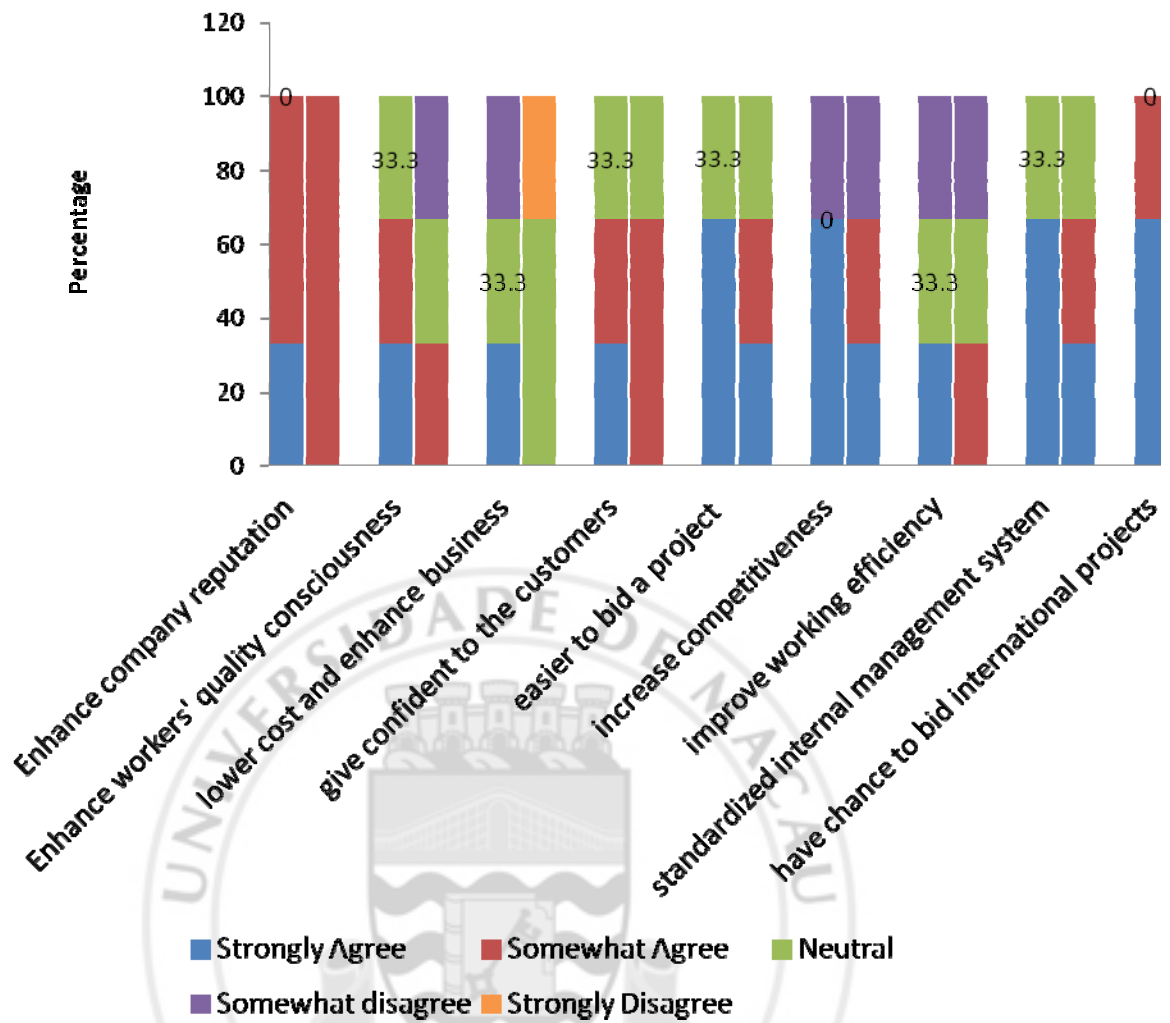 120
100
80
60
40
20
0
Percentage
0
33.3
33.3
33.3
33.3
0
33.3
33.3
0
Enhance company reputation
Enhance workers' quality consciousness
lower cost and enhance business
give confident to the customers
easier to bid a project
increase competitiveness
improve working efficiency
standardized internal management system
have chance to bid international projects
UNIVERSIDADE DE MACAU
Strongly Agree
Somewhat Agree
Neutral
Somewhat disagree
Strongly Disagree